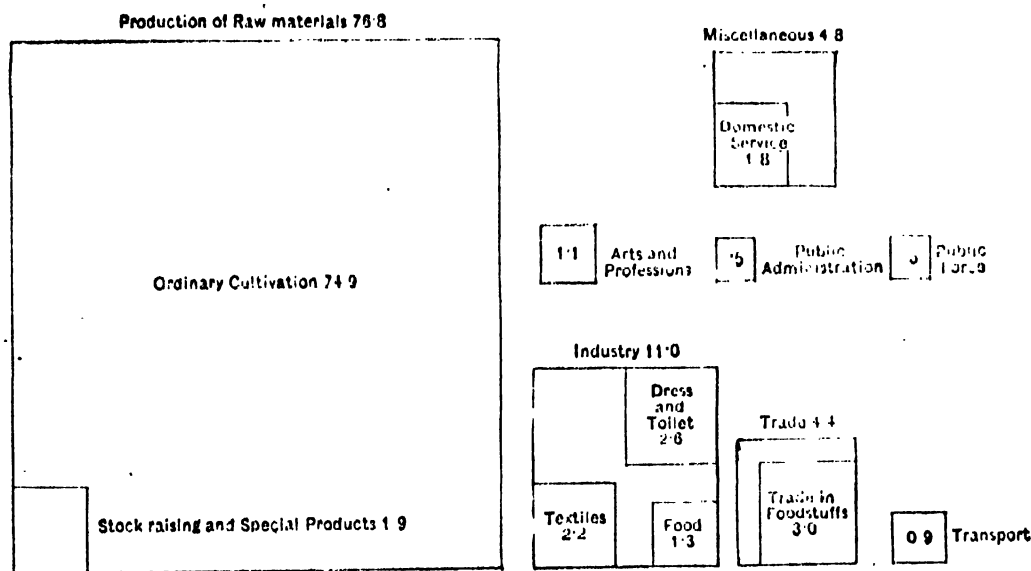 Production of Raw materials 76·8
Miscellaneous 4·8
Domestic
Service
1·8
1·1
Arts and
Professions
·5
Public
Administration
Public
Force
Ordinary Cultivation 74·9
Industry 11·0
Dress
and
Toilet
2·6
Trade 4·4
Stock raising and Special Products 1·9
Textiles
2·2
Food
1·3
Trade in
Foodstuffs
3·0
0·9
Transport